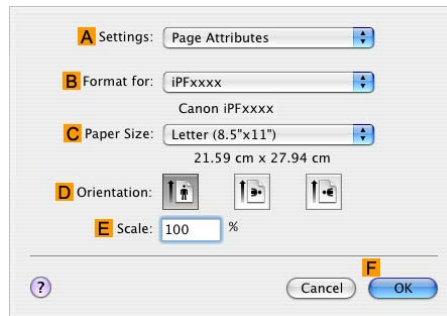 A Settings: Page Attributes
B Format for: iPFxxxx
Canon iPFxxxx
C Paper Size: Letter (8.5"x11")
21.59 cm x 27.94 cm
D Orientation:
E Scale: 100 %
F
? Cancel OK